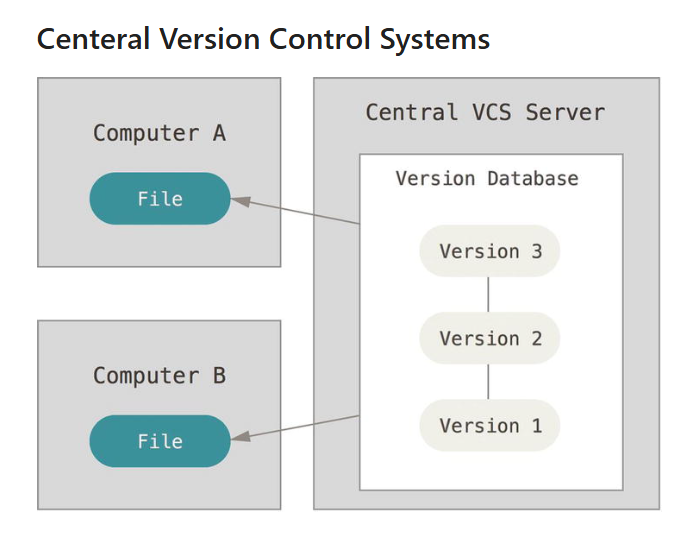 Centeral Version Control Systems
Computer A
File
Computer B
File
Central VCS Server
Version Database
Version 3
Version 2
Version 1